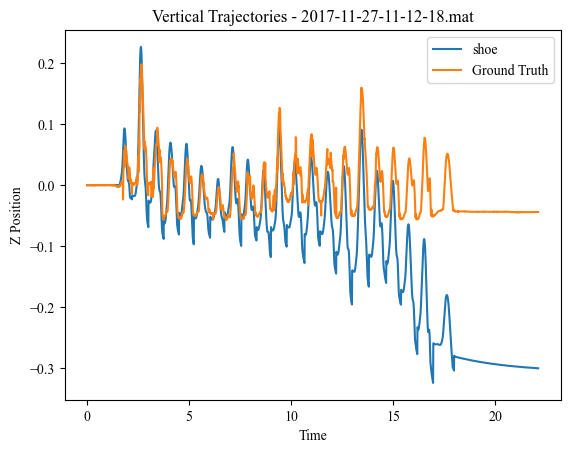 Vertical Trajectories - 2017-11-27-11-12-18.mat
shoe
Ground Truth
0.2
0.1
0.0
−0.1
−0.2
−0.3
Z Position
0 5 10 15 20
Time